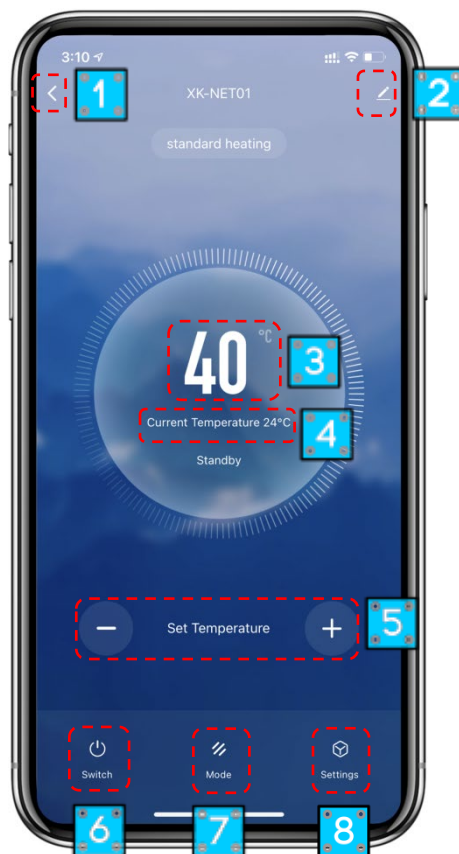 3:10
1
XK-NET01
2
standard heating
40 °C
3
Current Temperature 24°C
4
Standby
− Set Temperature +
5
Switch
Mode
Settings
6
7
8